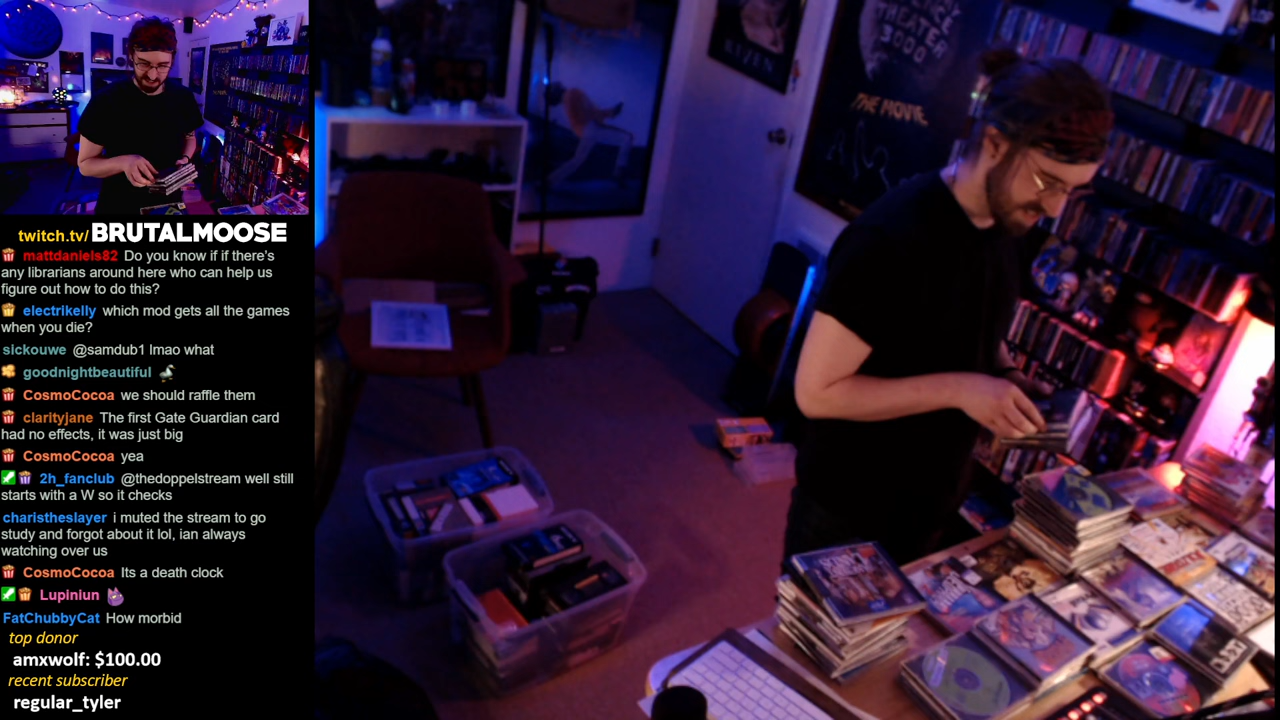 twitch.tv/BRUTALMOOSE
mattdaniels82 Do you know if if there's
any librarians around here who can help us
figure out how to do this?
electrikelly which mod gets all the games
when you die?
sickouwe @samdub1 lmao what
goodnightbeautiful
CosmoCocoa we should raffle them
clarityjane The first Gate Guardian card
had no effects, it was just big
CosmoCocoa yea
2h_fanclub @thedoppelstream well still
starts with a W so it checks
charistheslayer i muted the stream to go
study and forgot about it lol, ian always
watching over us
CosmoCocoa Its a death clock
Lupiniun
FatChubbyCat How morbid
top donor
amxwolf: $100.00
recent subscriber
regular_tyler
THEATER
3000
THE MOVIE